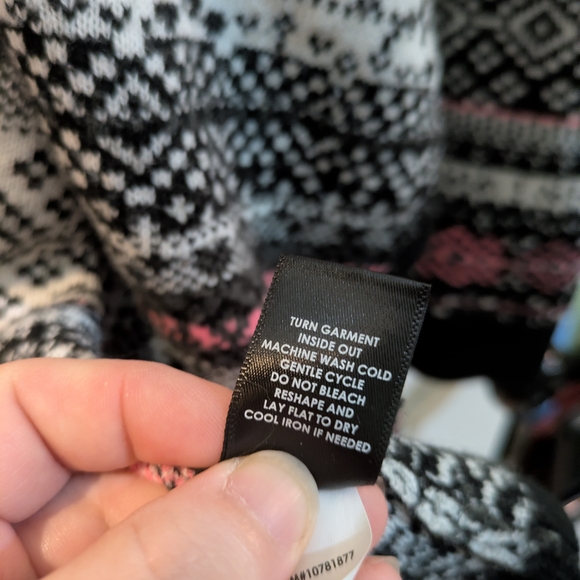 TURN GARMENT
INSIDE OUT
MACHINE WASH COLD
GENTLE CYCLE
DO NOT BLEACH
RESHAPE AND
LAY FLAT TO DRY
COOL IRON IF NEEDED
#10781877